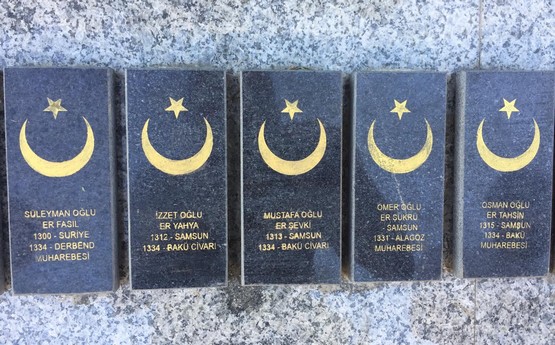 SÜLEYMAN OĞLU
ER FASIL
1300 - SURİYE
1334 - DERBEND
MUHAREBESİ
İZZET OĞLU
ER YAHYA
1312 - SAMSUN
1334 - BAKÜ CİVARI
MUSTAFA OĞLU
ER ŞEVKİ
1313 - SAMSUN
1334 - BAKÜ CİVARI
ÖMER OĞLU
ER ŞÜKRÜ
- SAMSUN
1331 - ALAGÖZ
MUHAREBESİ
OSMAN OĞLU
ER TAHSİN
1315 - SAMSUN
1334 - BAKÜ
MUHAREBESİ